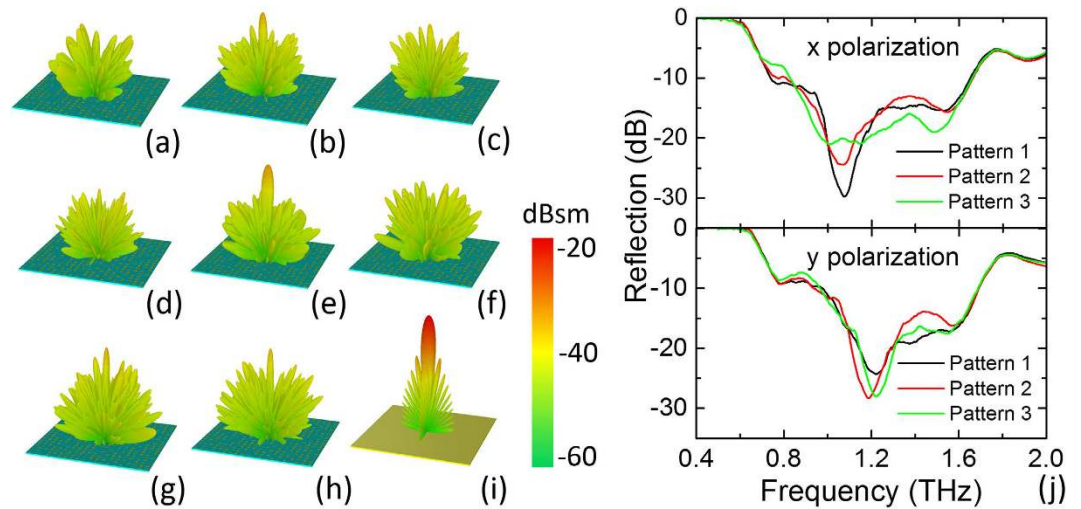 (a)
(b)
(c)
(d)
(e)
(f)
(g)
(h)
(i)
dBsm
-20
-40
-60
Reflection (dB)
0
-10
-20
-30
x polarization
Pattern 1
Pattern 2
Pattern 3
0
-10
-20
-30
y polarization
Pattern 1
Pattern 2
Pattern 3
0.4 0.8 1.2 1.6 2.0
Frequency (THz)
(j)